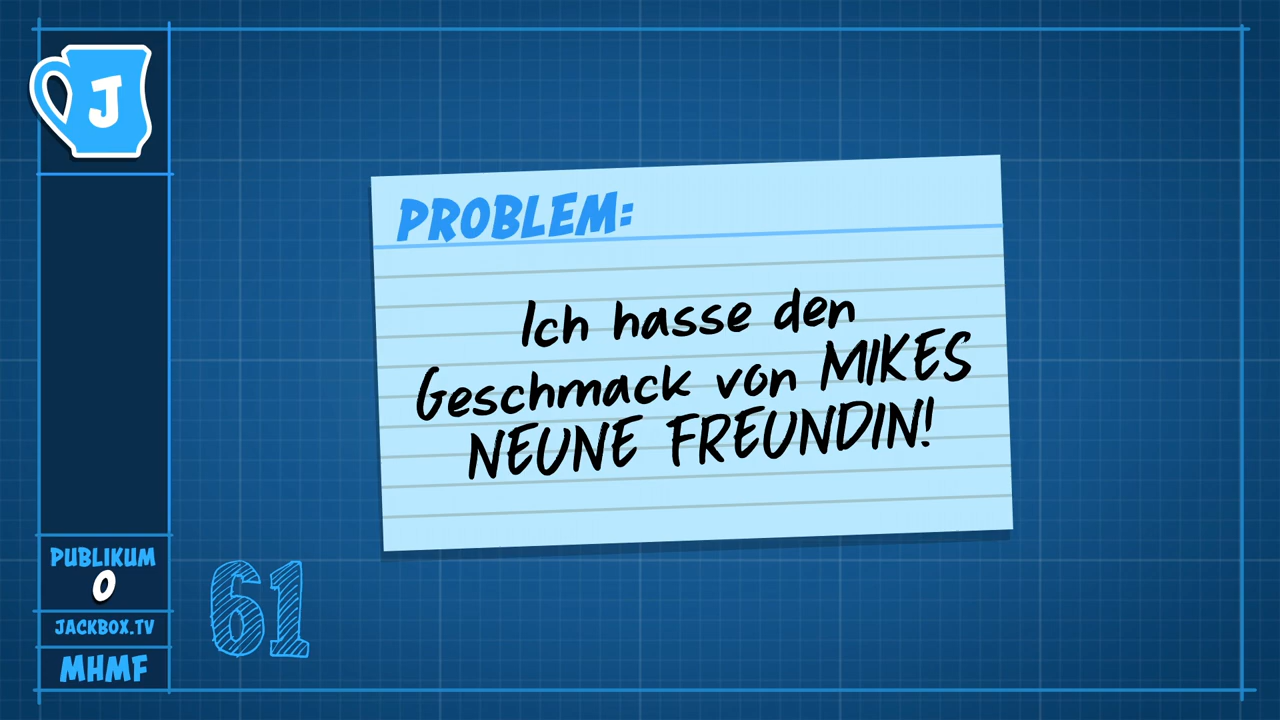 J
PROBLEM:
Ich hasse den
Geschmack von MIKES
NEUNE FREUNDIN!
PUBLIKUM
0
JACKBOX.TV
MHMF
61